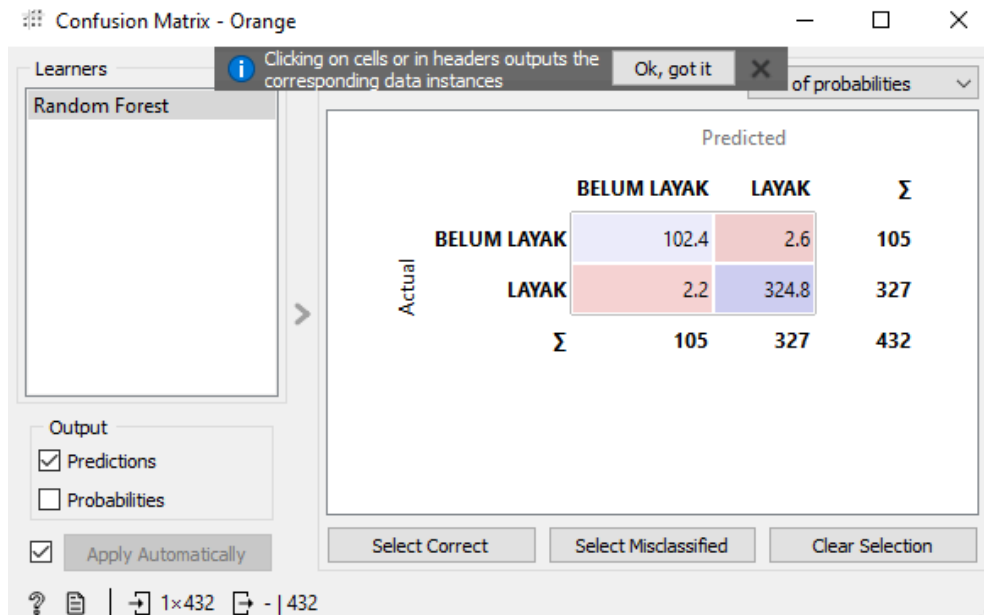 Confusion Matrix - Orange
Learners
Clicking on cells or in headers outputs the
corresponding data instances
Ok, got it
of probabilities
Random Forest
Predicted
BELUM LAYAK LAYAK Σ
BELUM LAYAK 102.4 2.6 105
Actual
LAYAK 2.2 324.8 327
Σ 105 327 432
Output
Predictions
Probabilities
Apply Automatically
Select Correct
Select Misclassified
Clear Selection
? 1×432 - | 432